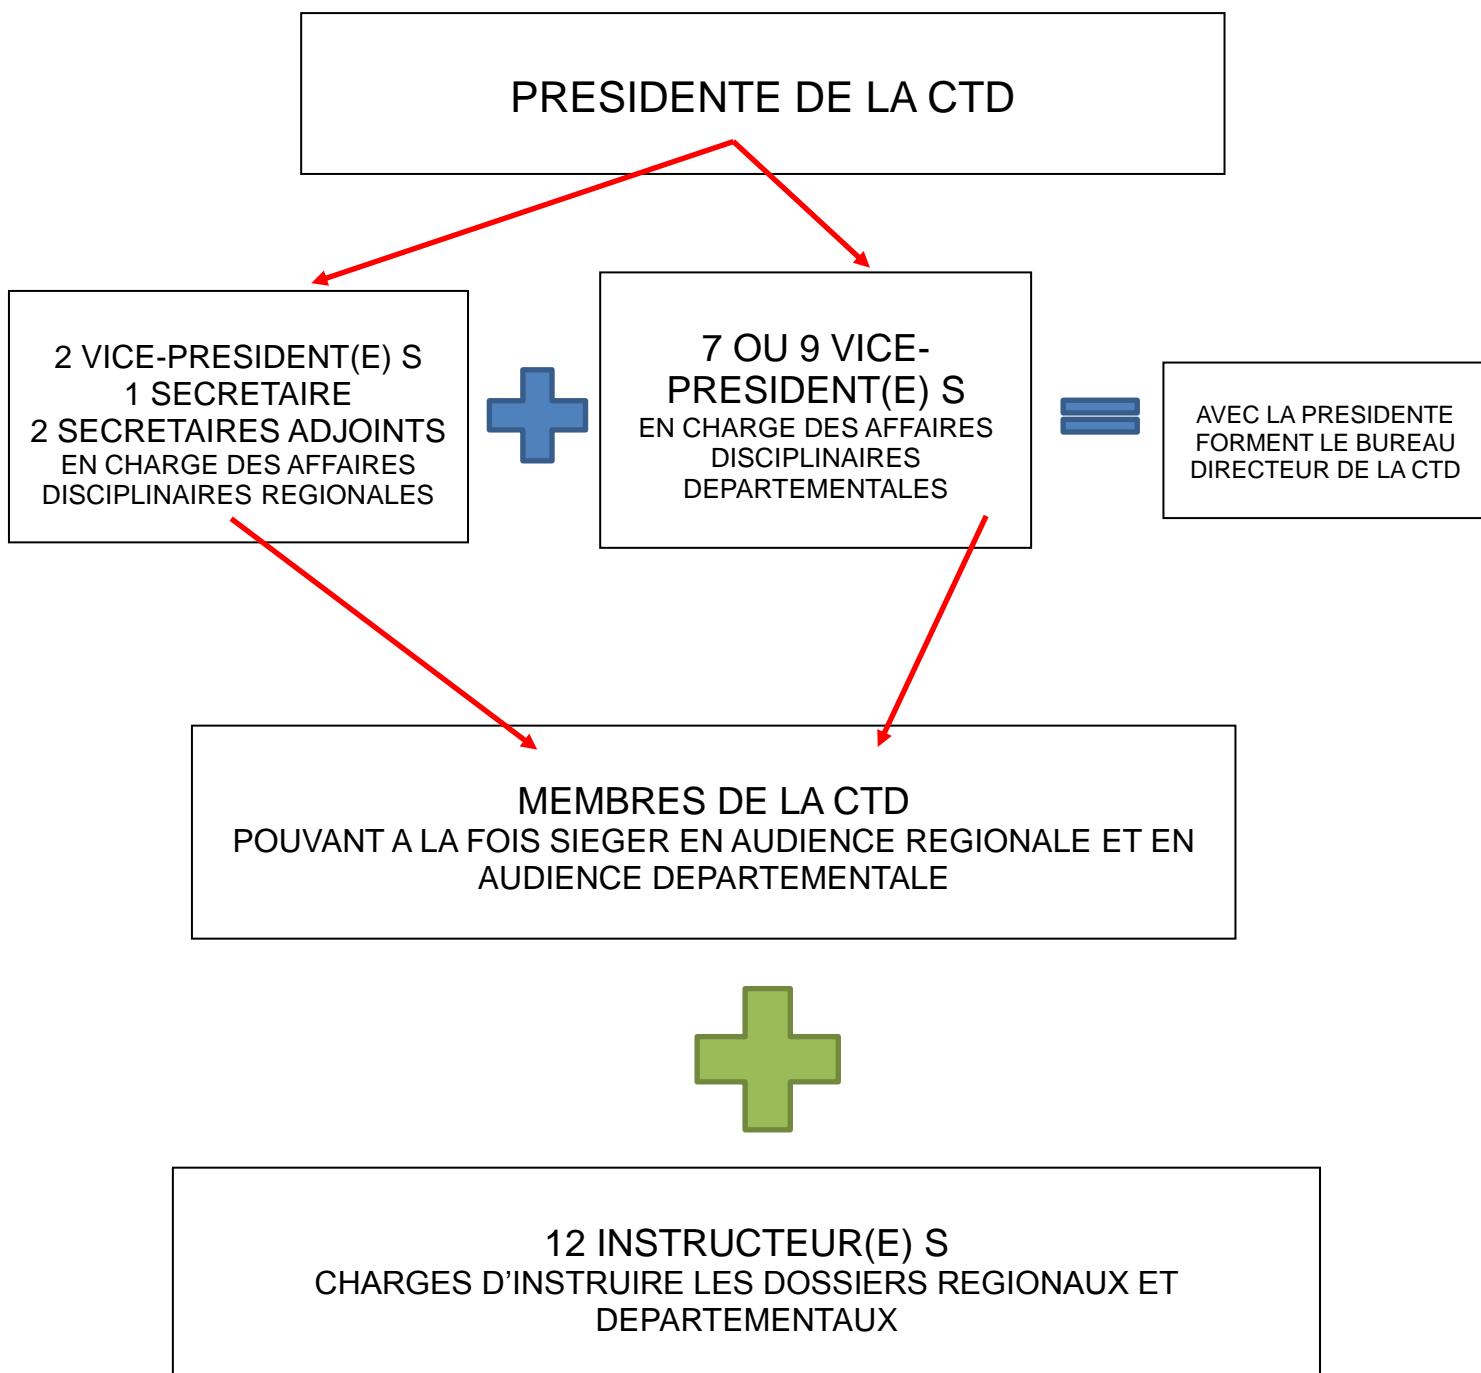 PRESIDENTE DE LA CTD
2 VICE-PRESIDENT(E) S
1 SECRETAIRE
2 SECRETAIRES ADJOINTS
EN CHARGE DES AFFAIRES
DISCIPLINAIRES REGIONALES
7 OU 9 VICE-
PRESIDENT(E) S
EN CHARGE DES AFFAIRES
DISCIPLINAIRES
DEPARTEMENTALES
AVEC LA PRESIDENTE
FORMENT LE BUREAU
DIRECTEUR DE LA CTD
MEMBRES DE LA CTD
POUVANT A LA FOIS SIEGER EN AUDIENCE REGIONALE ET EN
AUDIENCE DEPARTEMENTALE
12 INSTRUCTEUR(E) S
CHARGES D’INSTRUIRE LES DOSSIERS REGIONAUX ET
DEPARTEMENTAUX